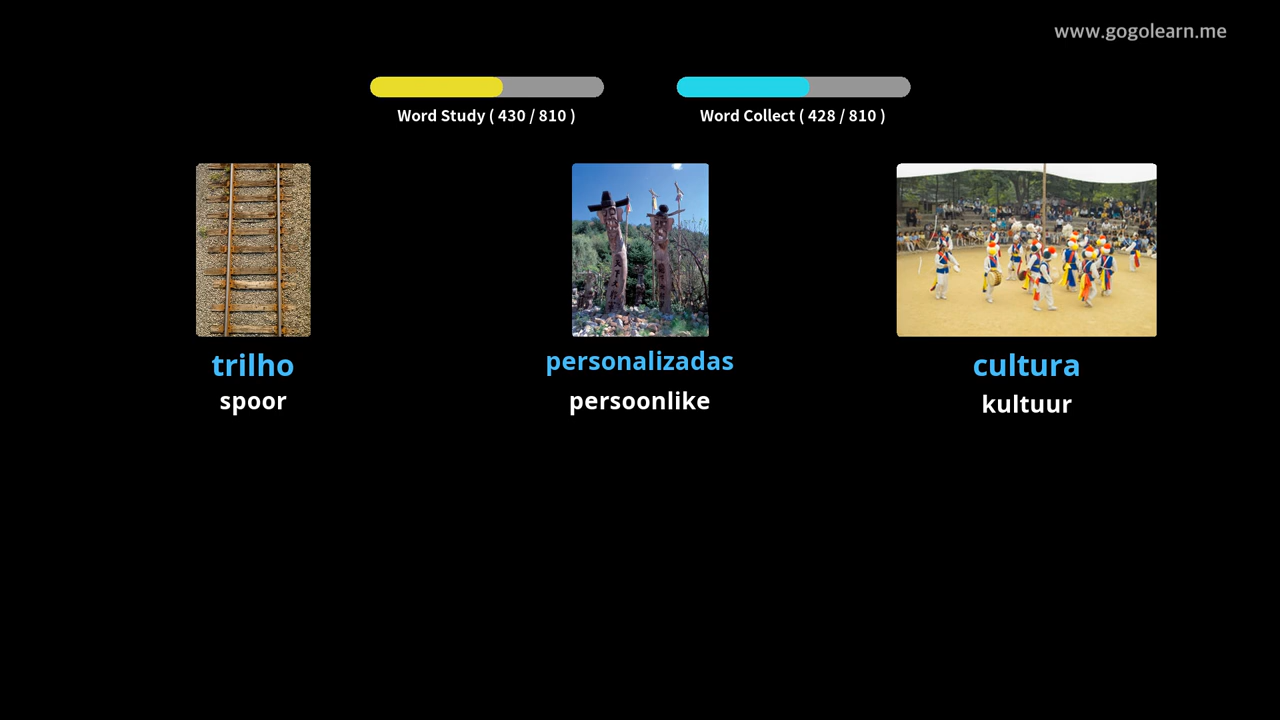 www.gogolearn.me
Word Study ( 430 / 810 )
Word Collect ( 428 / 810 )
trilho
spoor
personalizadas
persoonlike
cultura
kultuur